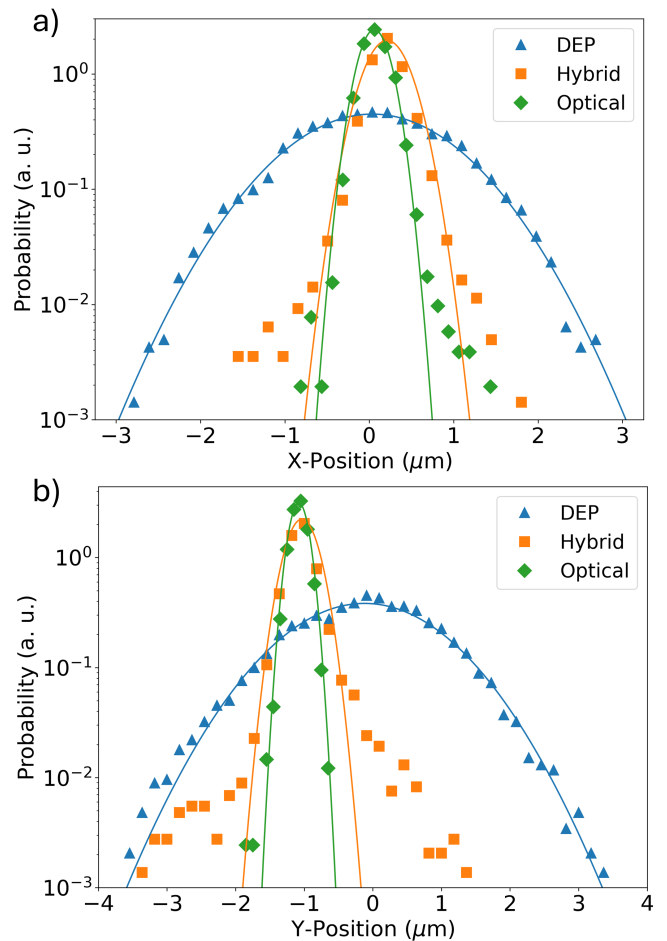 a)
DEP
Hybrid
Optical
Probability (a. u.)
10⁰
10⁻¹
10⁻²
10⁻³
−3 −2 −1 0 1 2 3
X-Position (μm)
b)
DEP
Hybrid
Optical
Probability (a. u.)
10⁰
10⁻¹
10⁻²
10⁻³
−4 −3 −2 −1 0 1 2 3 4
Y-Position (μm)